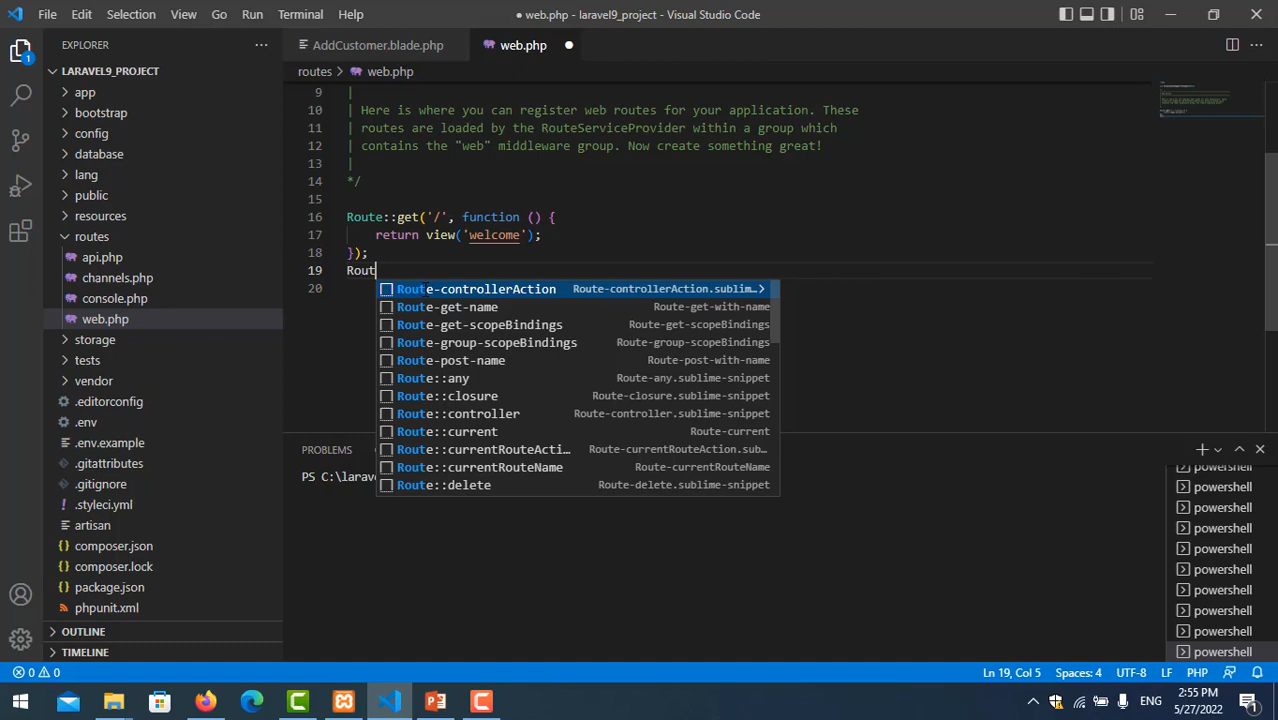 File Edit Selection View Go Run Terminal Help
● web.php - laravel9_project - Visual Studio Code
EXPLORER ...
AddCustomer.blade.php
web.php
LARAVEL9_PROJECT
app
bootstrap
config
database
lang
public
resources
routes
api.php
channels.php
console.php
web.php
storage
tests
vendor
.editorconfig
.env
.env.example
.gitattributes
.gitignore
.styleci.yml
artisan
composer.json
composer.lock
package.json
phpunit.xml
OUTLINE
TIMELINE
routes > web.php
9 |
10 | Here is where you can register web routes for your application. These
11 | routes are loaded by the RouteServiceProvider within a group which
12 | contains the "web" middleware group. Now create something great!
13 |
14 */
15
16 Route::get('/', function () {
17 return view('welcome');
18 });
19 Rout
20
Route-controllerAction Route-controllerAction.sublim…
Route-get-name Route-get-with-name
Route-get-scopeBindings Route-get-scopeBindings
Route-group-scopeBindings Route-group-scopeBindings
Route-post-name Route-post-with-name
Route::any Route-any.sublime-snippet
Route::closure Route-closure.sublime-snippet
Route::controller Route-controller.sublime-snippet
Route::current Route-current
Route::currentRouteActi… Route-currentRouteAction.sub…
Route::currentRouteName Route-currentRouteName
Route::delete Route-delete.sublime-snippet
PROBLEMS
PS C:\larav
powershell
powershell
powershell
powershell
powershell
powershell
powershell
powershell
powershell
powershell
0 0
Ln 19, Col 5 Spaces: 4 UTF-8 LF PHP
ENG
2:55 PM
5/27/2022
1
1